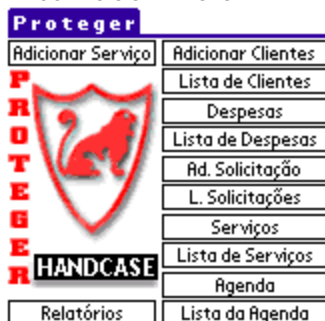 Proteger
Adicionar Serviço
Adicionar Clientes
Lista de Clientes
Despesas
Lista de Despesas
Ad. Solicitação
L. Solicitações
Serviços
Lista de Serviços
Agenda
PROTEGER
HANDCASE
Relatórios
Lista da Agenda